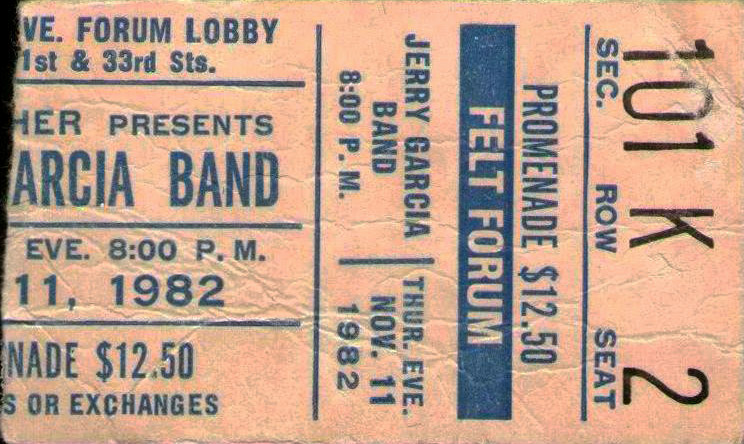 VE. FORUM LOBBY
1st & 33rd Sts.
HER PRESENTS
ARCIA BAND
EVE. 8:00 P. M.
11, 1982
NADE $12.50
S OR EXCHANGES
101 K 2
SEC. ROW SEAT
PROMENADE $12.50
FELT FORUM
JERRY GARCIA
BAND
8:00 P. M.
THUR. EVE.
NOV. 11
1982